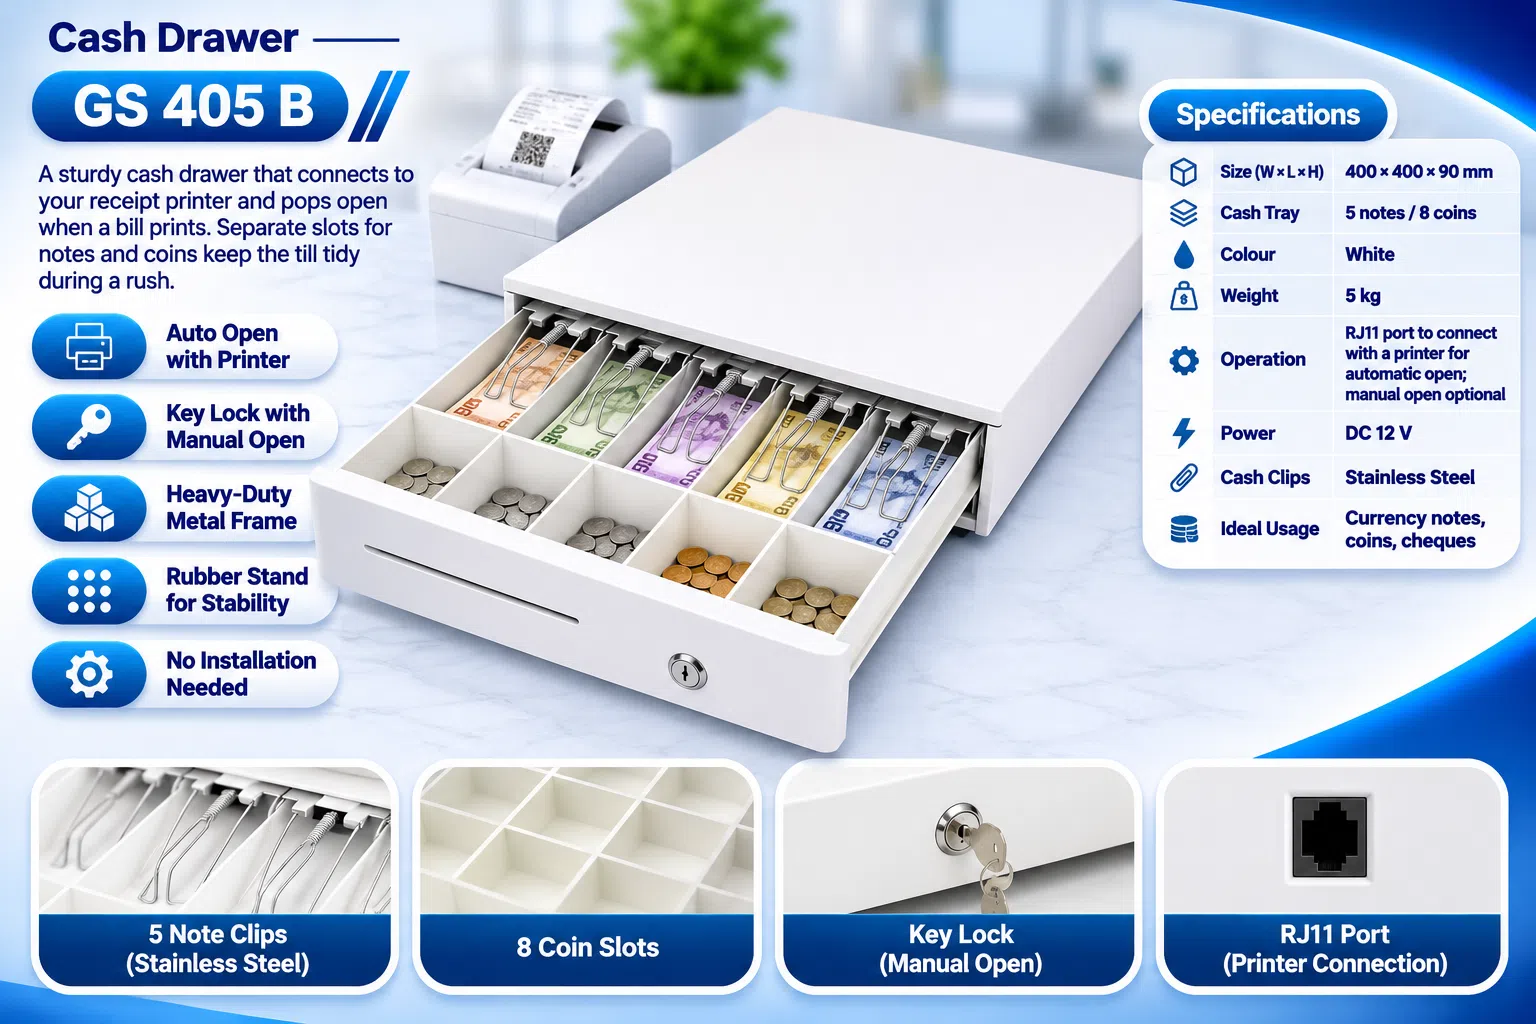 Cash Drawer
GS 405 B
A sturdy cash drawer that connects to
your receipt printer and pops open
when a bill prints. Separate slots for
notes and coins keep the till tidy
during a rush.
Auto Open
with Printer
Key Lock with
Manual Open
Heavy-Duty
Metal Frame
Rubber Stand
for Stability
No Installation
Needed
Specifications
Size (W × L × H) 400 × 400 × 90 mm
Cash Tray 5 notes / 8 coins
Colour White
Weight 5 kg
Operation RJ11 port to connect
with a printer for
automatic open;
manual open optional
Power DC 12 V
Cash Clips Stainless Steel
Ideal Usage Currency notes,
coins, cheques
5 Note Clips
(Stainless Steel)
8 Coin Slots
Key Lock
(Manual Open)
RJ11 Port
(Printer Connection)